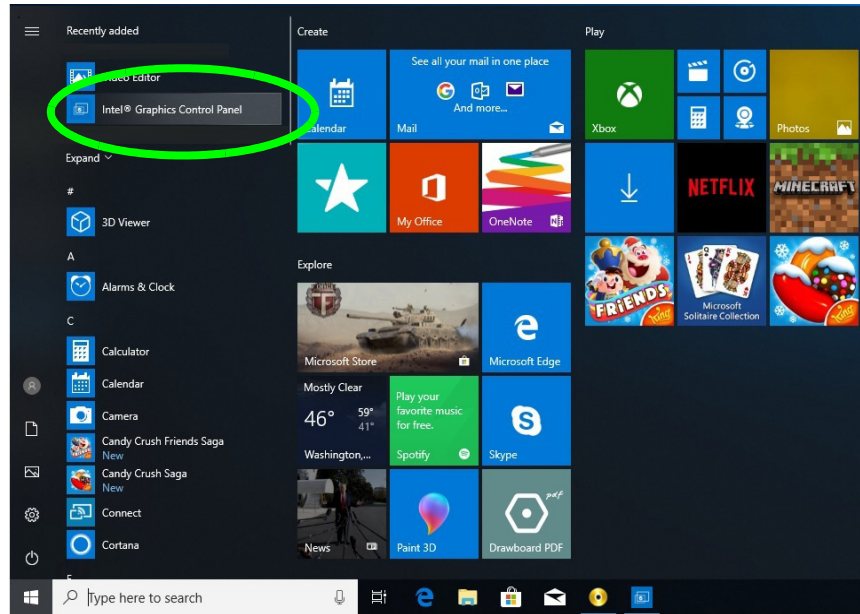 Recently added
Video Editor
Intel® Graphics Control Panel
Expand
#
3D Viewer
A
Alarms & Clock
C
Calculator
Calendar
Camera
Candy Crush Friends Saga
New
Candy Crush Saga
New
Connect
Cortana
Create
Calendar
See all your mail in one place
And more...
Mail
My Office
OneNote
Explore
Microsoft Store
Microsoft Edge
Mostly Clear
46° 59°
41°
Washington,...
Play your
favorite music
for free.
Spotify
Skype
News
Paint 3D
pdf
Drawboard PDF
Play
Xbox
Photos
NETFLIX
MINECRAFT
FRIENDS
King
Microsoft
Solitaire Collection
King
Type here to search